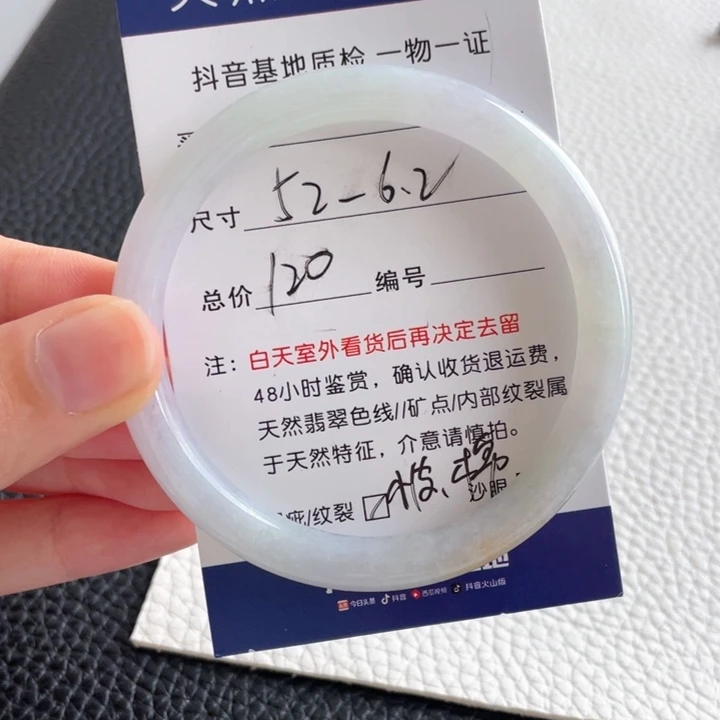 抖音基地质检 一物一证
尺寸 52-6.2
总价 120 编号
注：白天室外看货后再决定去留
48小时鉴赏，确认收货退运费，
天然翡翠色线//矿点/内部纹裂属
于天然特征，介意请慎拍。
疵/纹裂 沙眼
今日头条 抖音 西瓜视频 抖音火山版